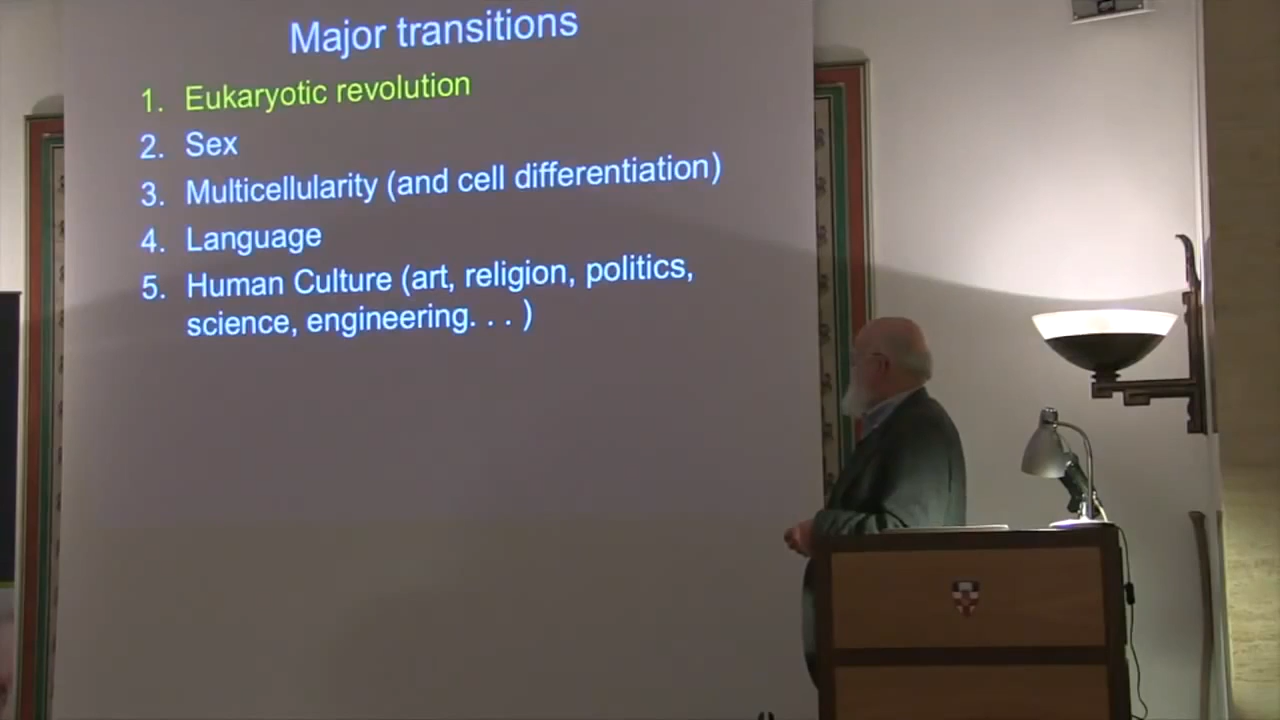 Major transitions
1. Eukaryotic revolution
2. Sex
3. Multicellularity (and cell differentiation)
4. Language
5. Human Culture (art, religion, politics,
science, engineering. . . )